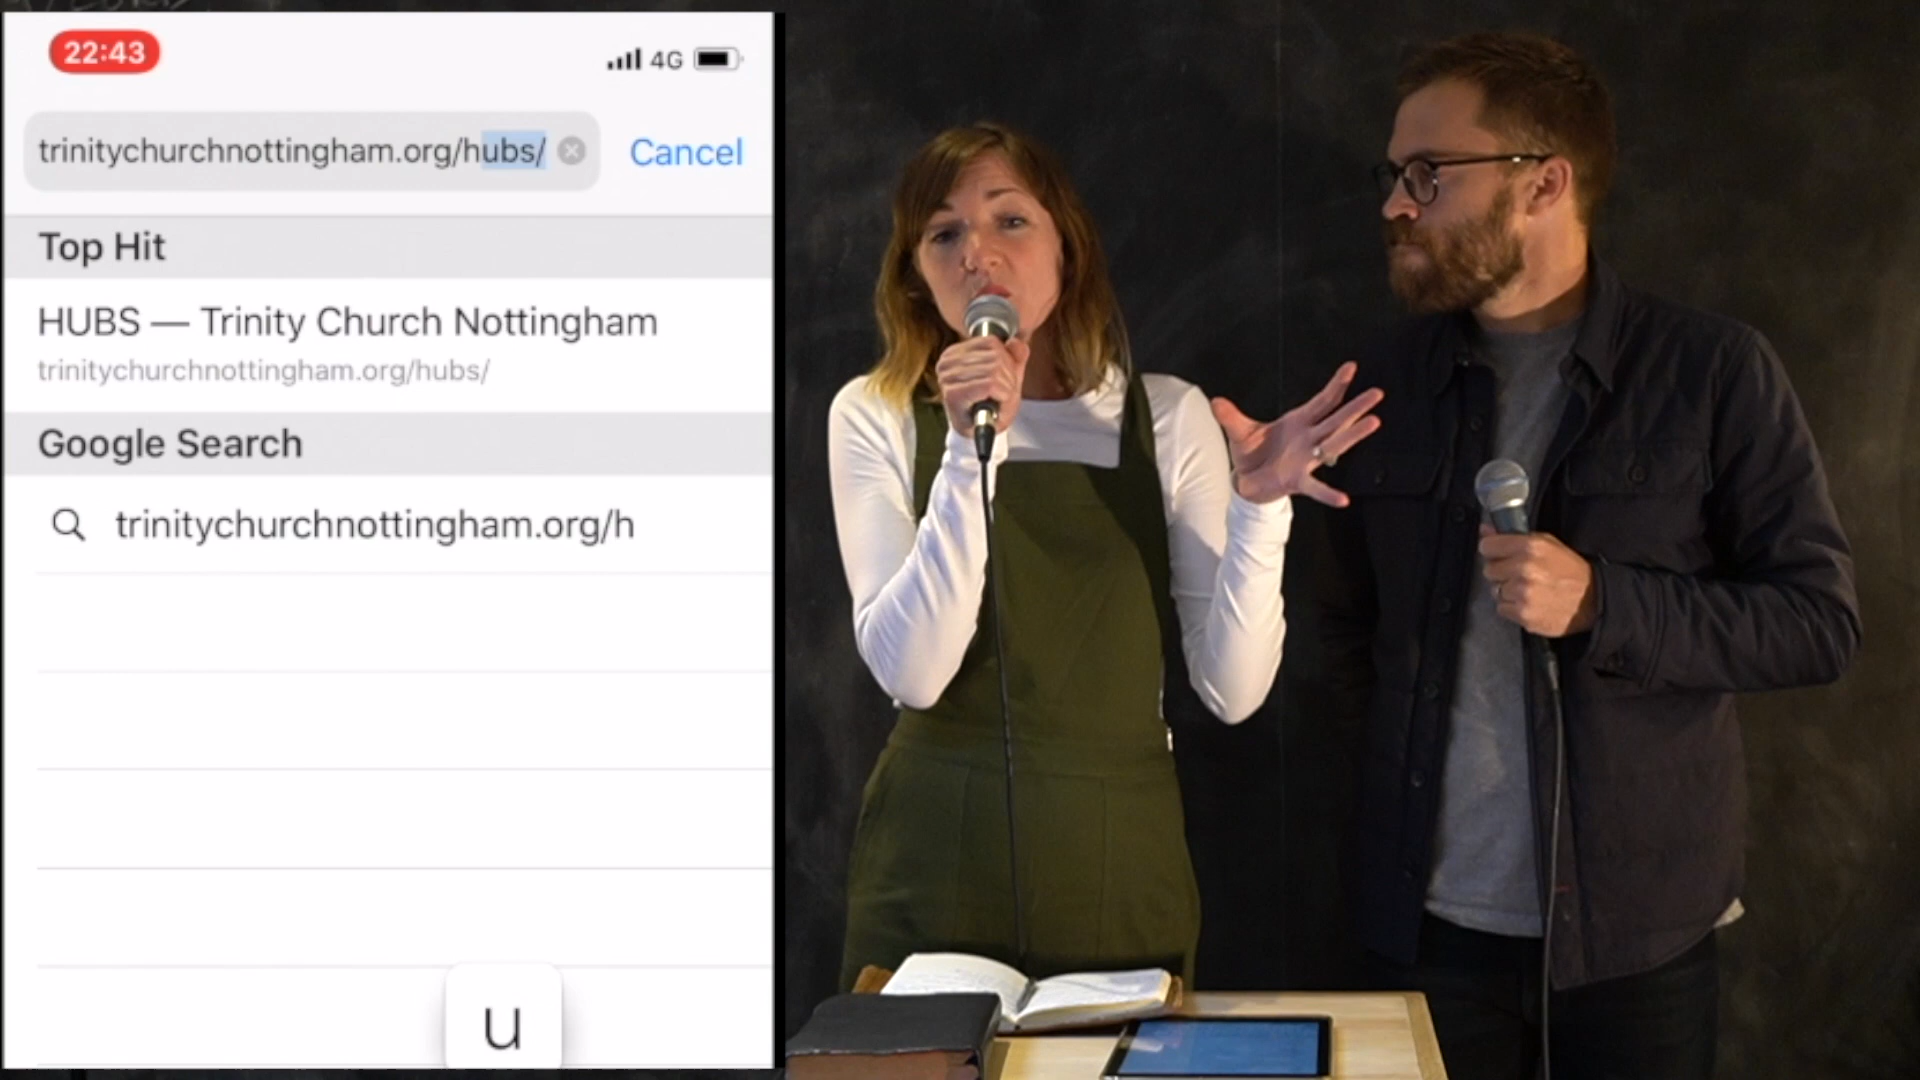 22:43
4G
trinitychurchnottingham.org/hubs/
Cancel
Top Hit
HUBS — Trinity Church Nottingham
trinitychurchnottingham.org/hubs/
Google Search
trinitychurchnottingham.org/h
u